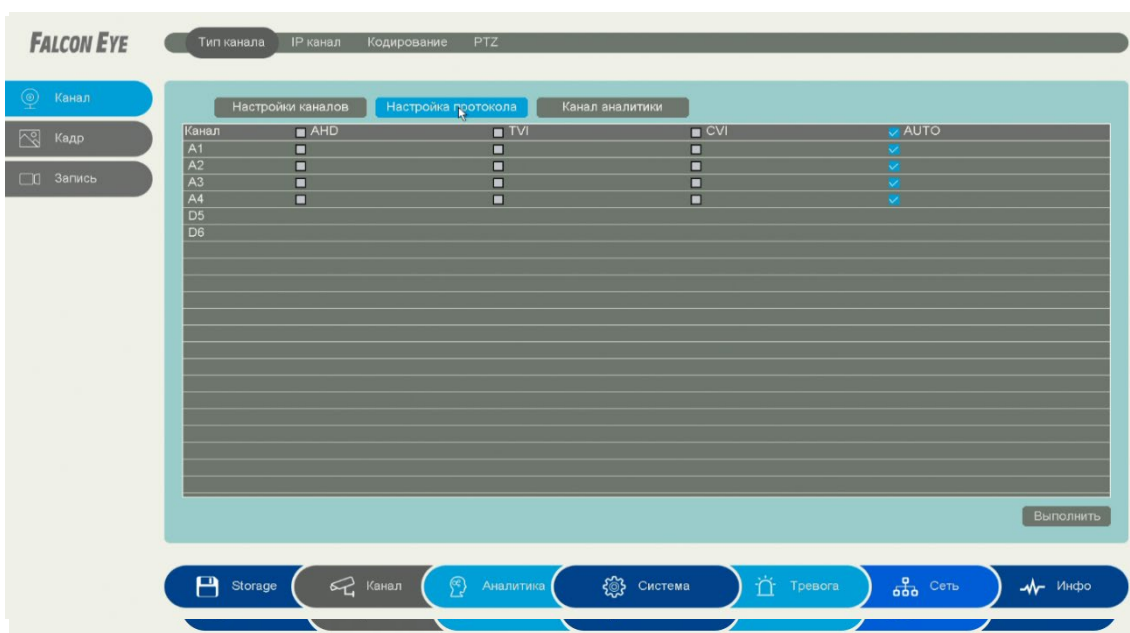 FALCON EYE
Тип канала IP канал Кодирование PTZ
Канал
Кадр
Запись
Настройки каналов Настройка протокола Канал аналитики
Канал AHD TVI CVI AUTO
A1
A2
A3
A4
D5
D6
Выполнить
Storage Канал Аналитика Система Тревога Сеть Инфо